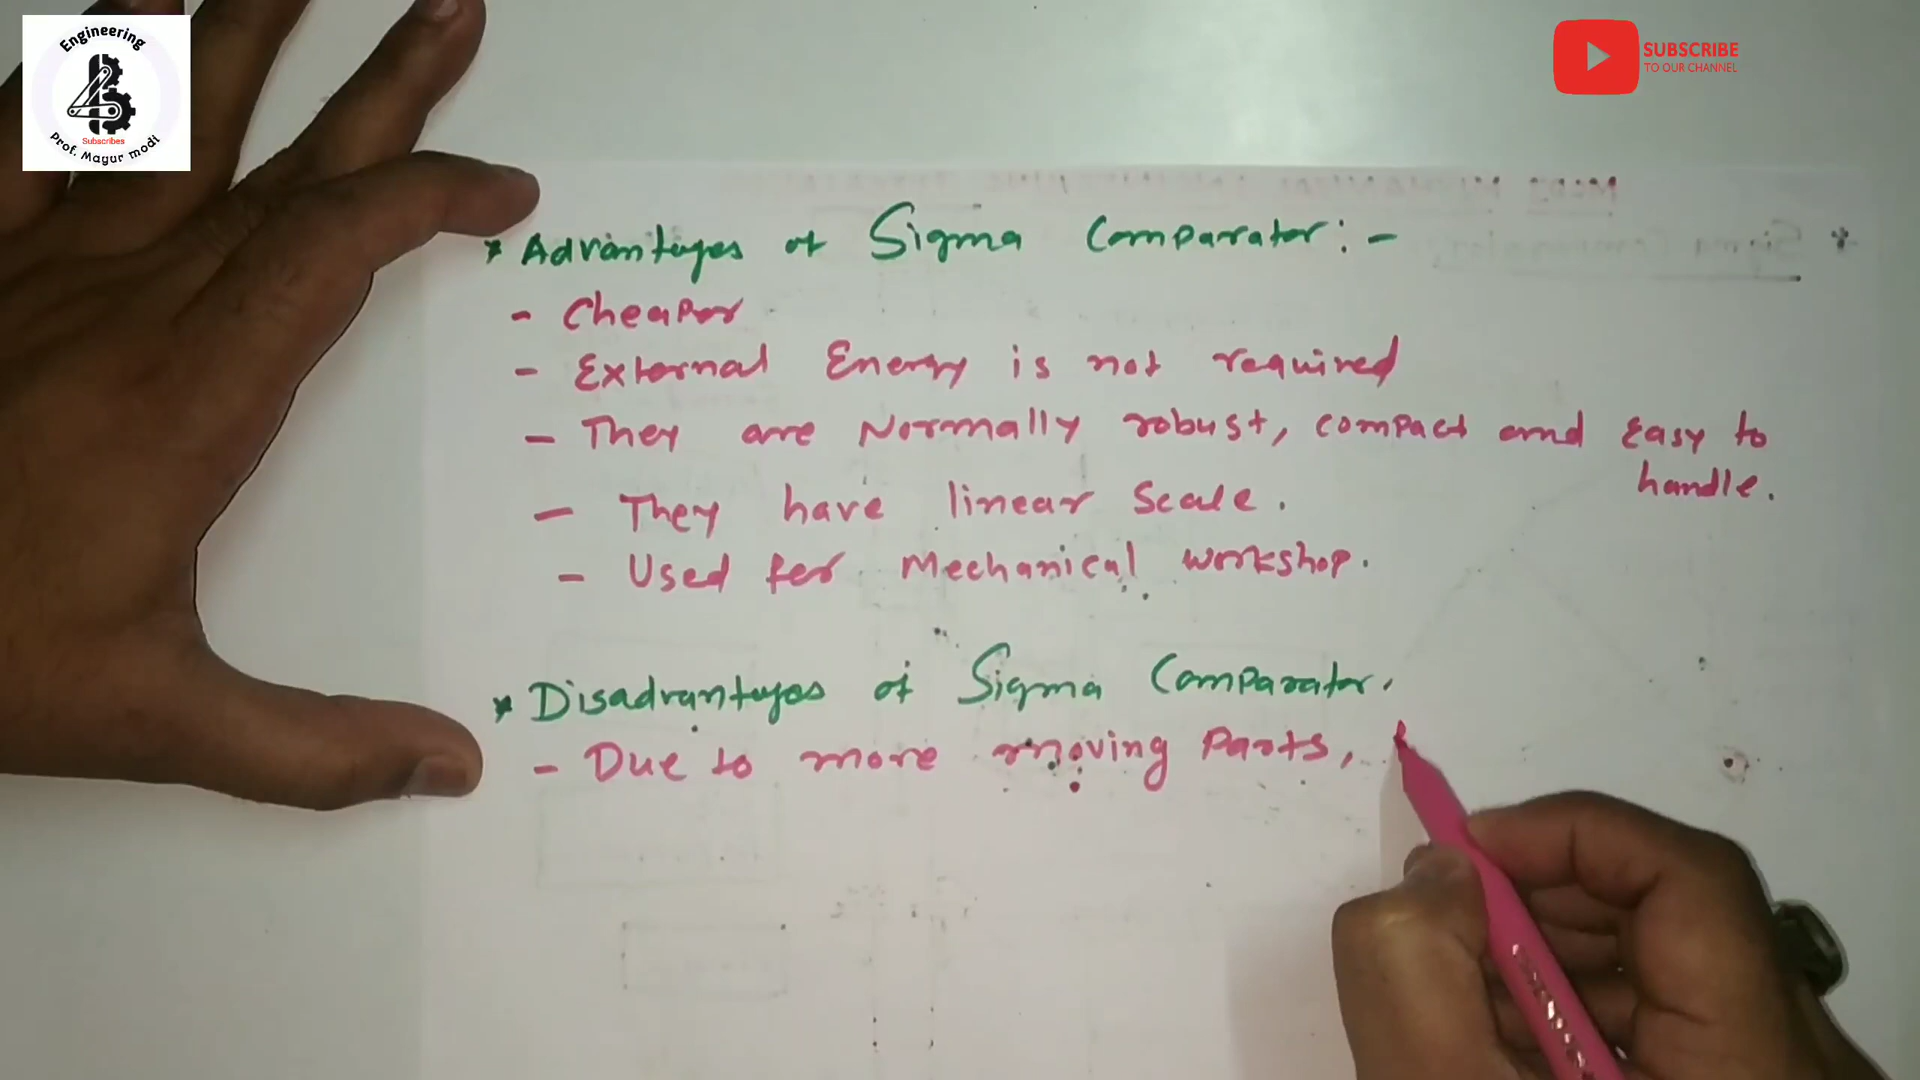 Engineering
Subscribes
Prof. Mayur modi
SUBSCRIBE
TO OUR CHANNEL
* Advantages of Sigma Comparator:-
- Cheaper
- External Energy is not required
- They are Normally robust, compact and Easy to
handle.
- They have linear Scale.
- Used for Mechanical workshop.
* Disadvantages of Sigma Comparator.
- Due to more moving Parts,